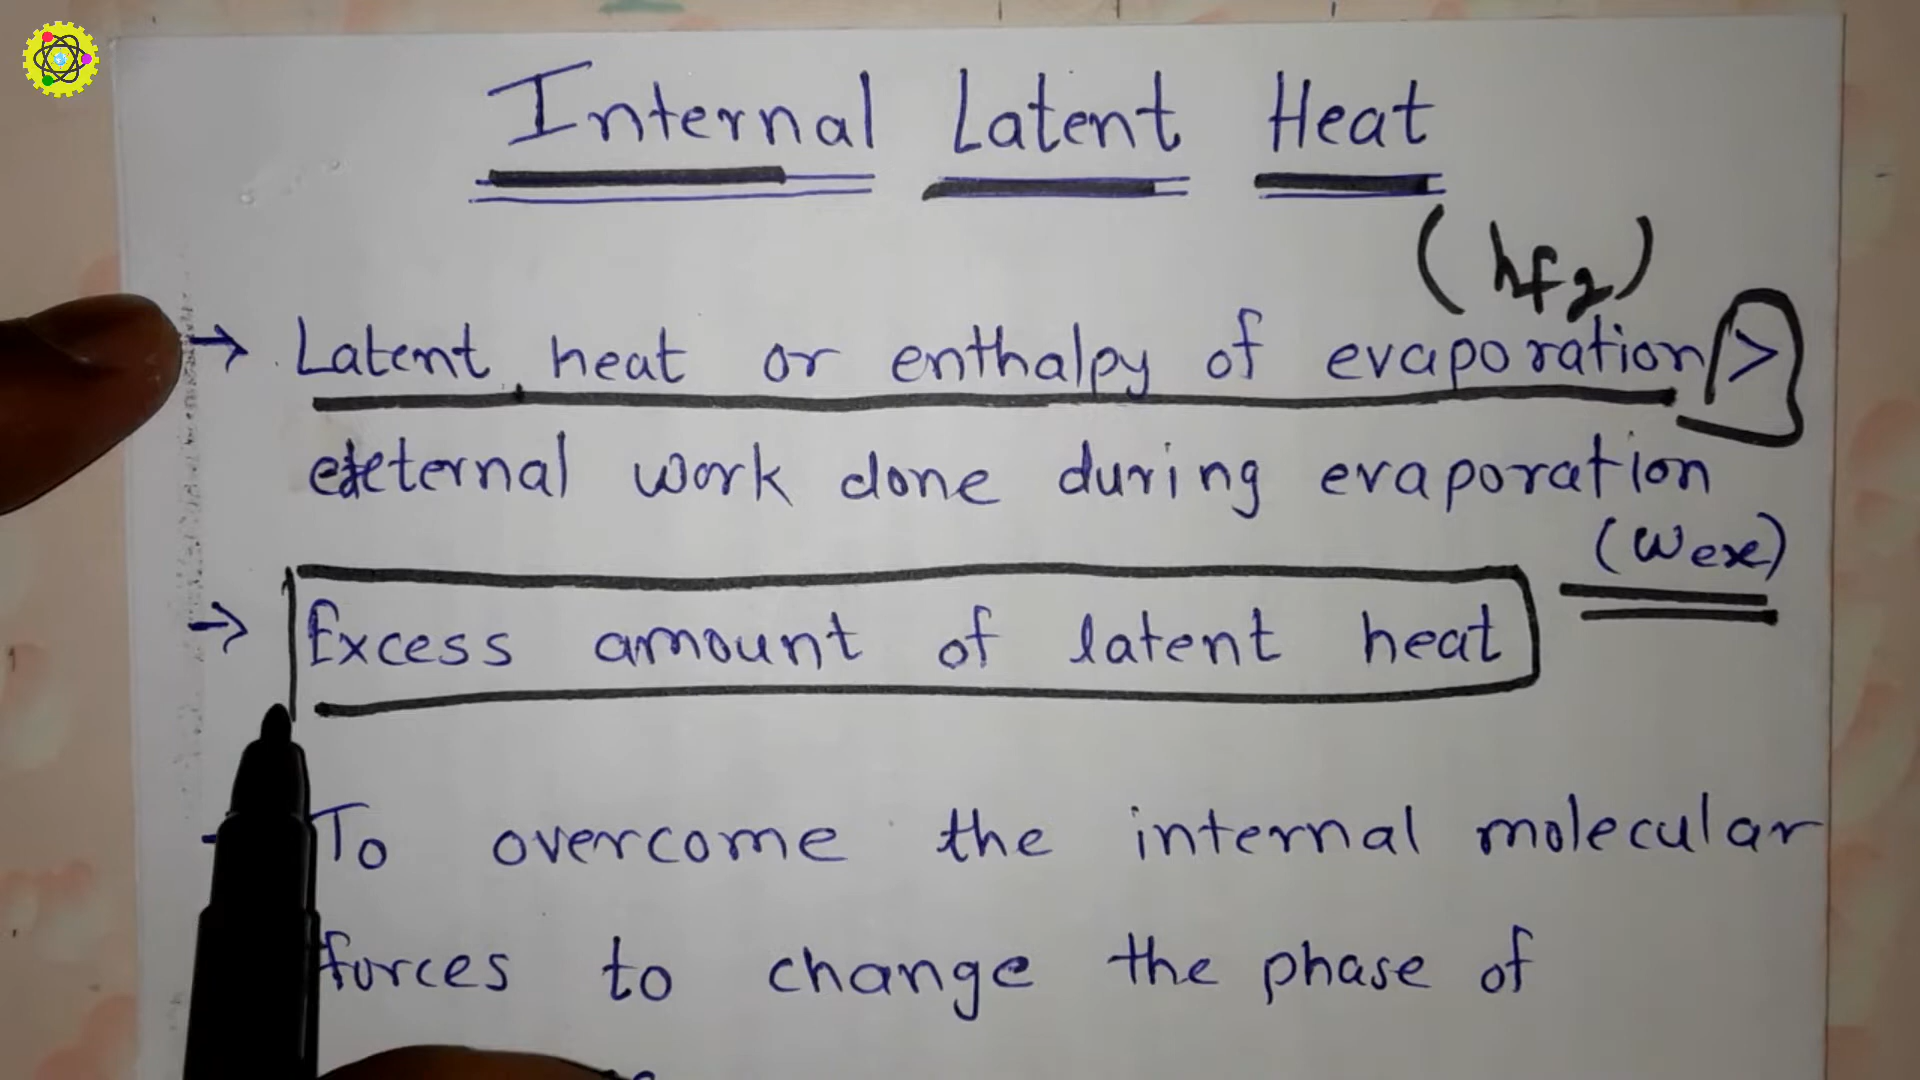 Internal Latent Heat
(hfg)
→ Latent heat or enthalpy of evaporation >
external work done during evaporation
(Wex)
→ Excess amount of latent heat
To overcome the internal molecular
forces to change the phase of